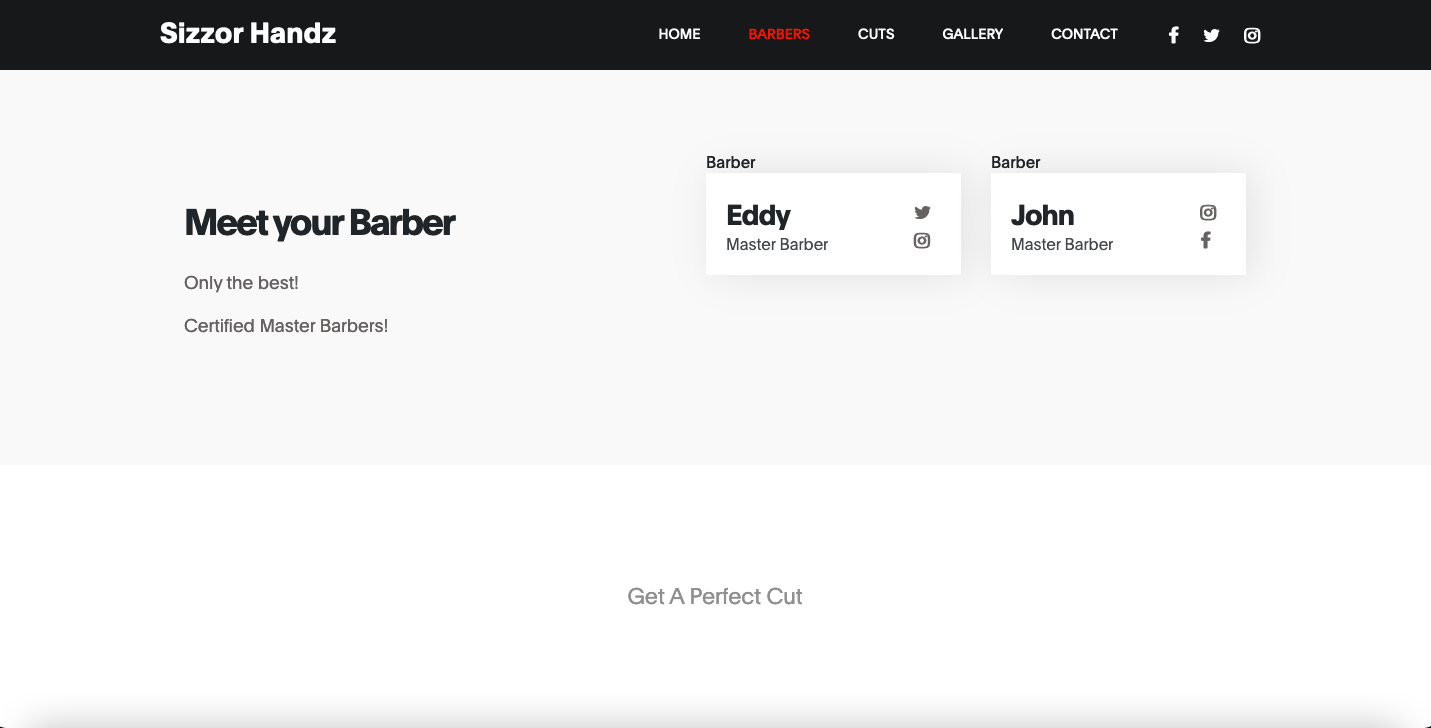 Sizzor Handz
HOME BARBERS CUTS GALLERY CONTACT
Meet your Barber
Only the best!
Certified Master Barbers!
Barber
Eddy
Master Barber
Barber
John
Master Barber
Get A Perfect Cut